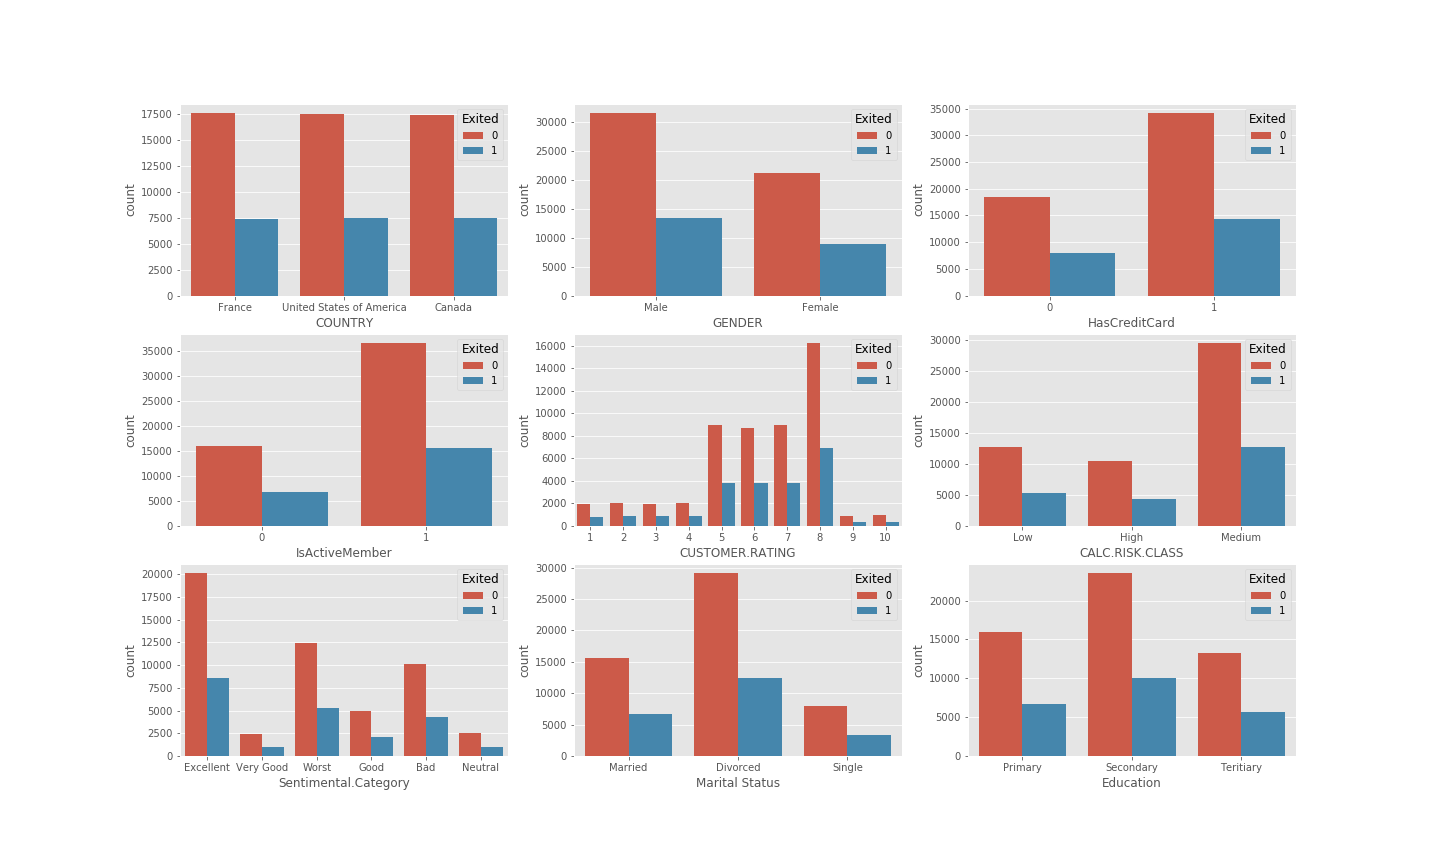 Exited
0
1
17500
15000
12500
10000
7500
5000
2500
0
count
France United States of America Canada
COUNTRY
Exited
0
1
30000
25000
20000
15000
10000
5000
0
count
Male Female
GENDER
Exited
0
1
35000
30000
25000
20000
15000
10000
5000
0
count
0 1
HasCreditCard
Exited
0
1
35000
30000
25000
20000
15000
10000
5000
0
count
0 1
IsActiveMember
Exited
0
1
16000
14000
12000
10000
8000
6000
4000
2000
0
count
1 2 3 4 5 6 7 8 9 10
CUSTOMER.RATING
Exited
0
1
30000
25000
20000
15000
10000
5000
0
count
Low High Medium
CALC.RISK.CLASS
Exited
0
1
20000
17500
15000
12500
10000
7500
5000
2500
0
count
Excellent Very Good Worst Good Bad Neutral
Sentimental.Category
Exited
0
1
30000
25000
20000
15000
10000
5000
0
count
Married Divorced Single
Marital Status
Exited
0
1
20000
15000
10000
5000
0
count
Primary Secondary Teritiary
Education